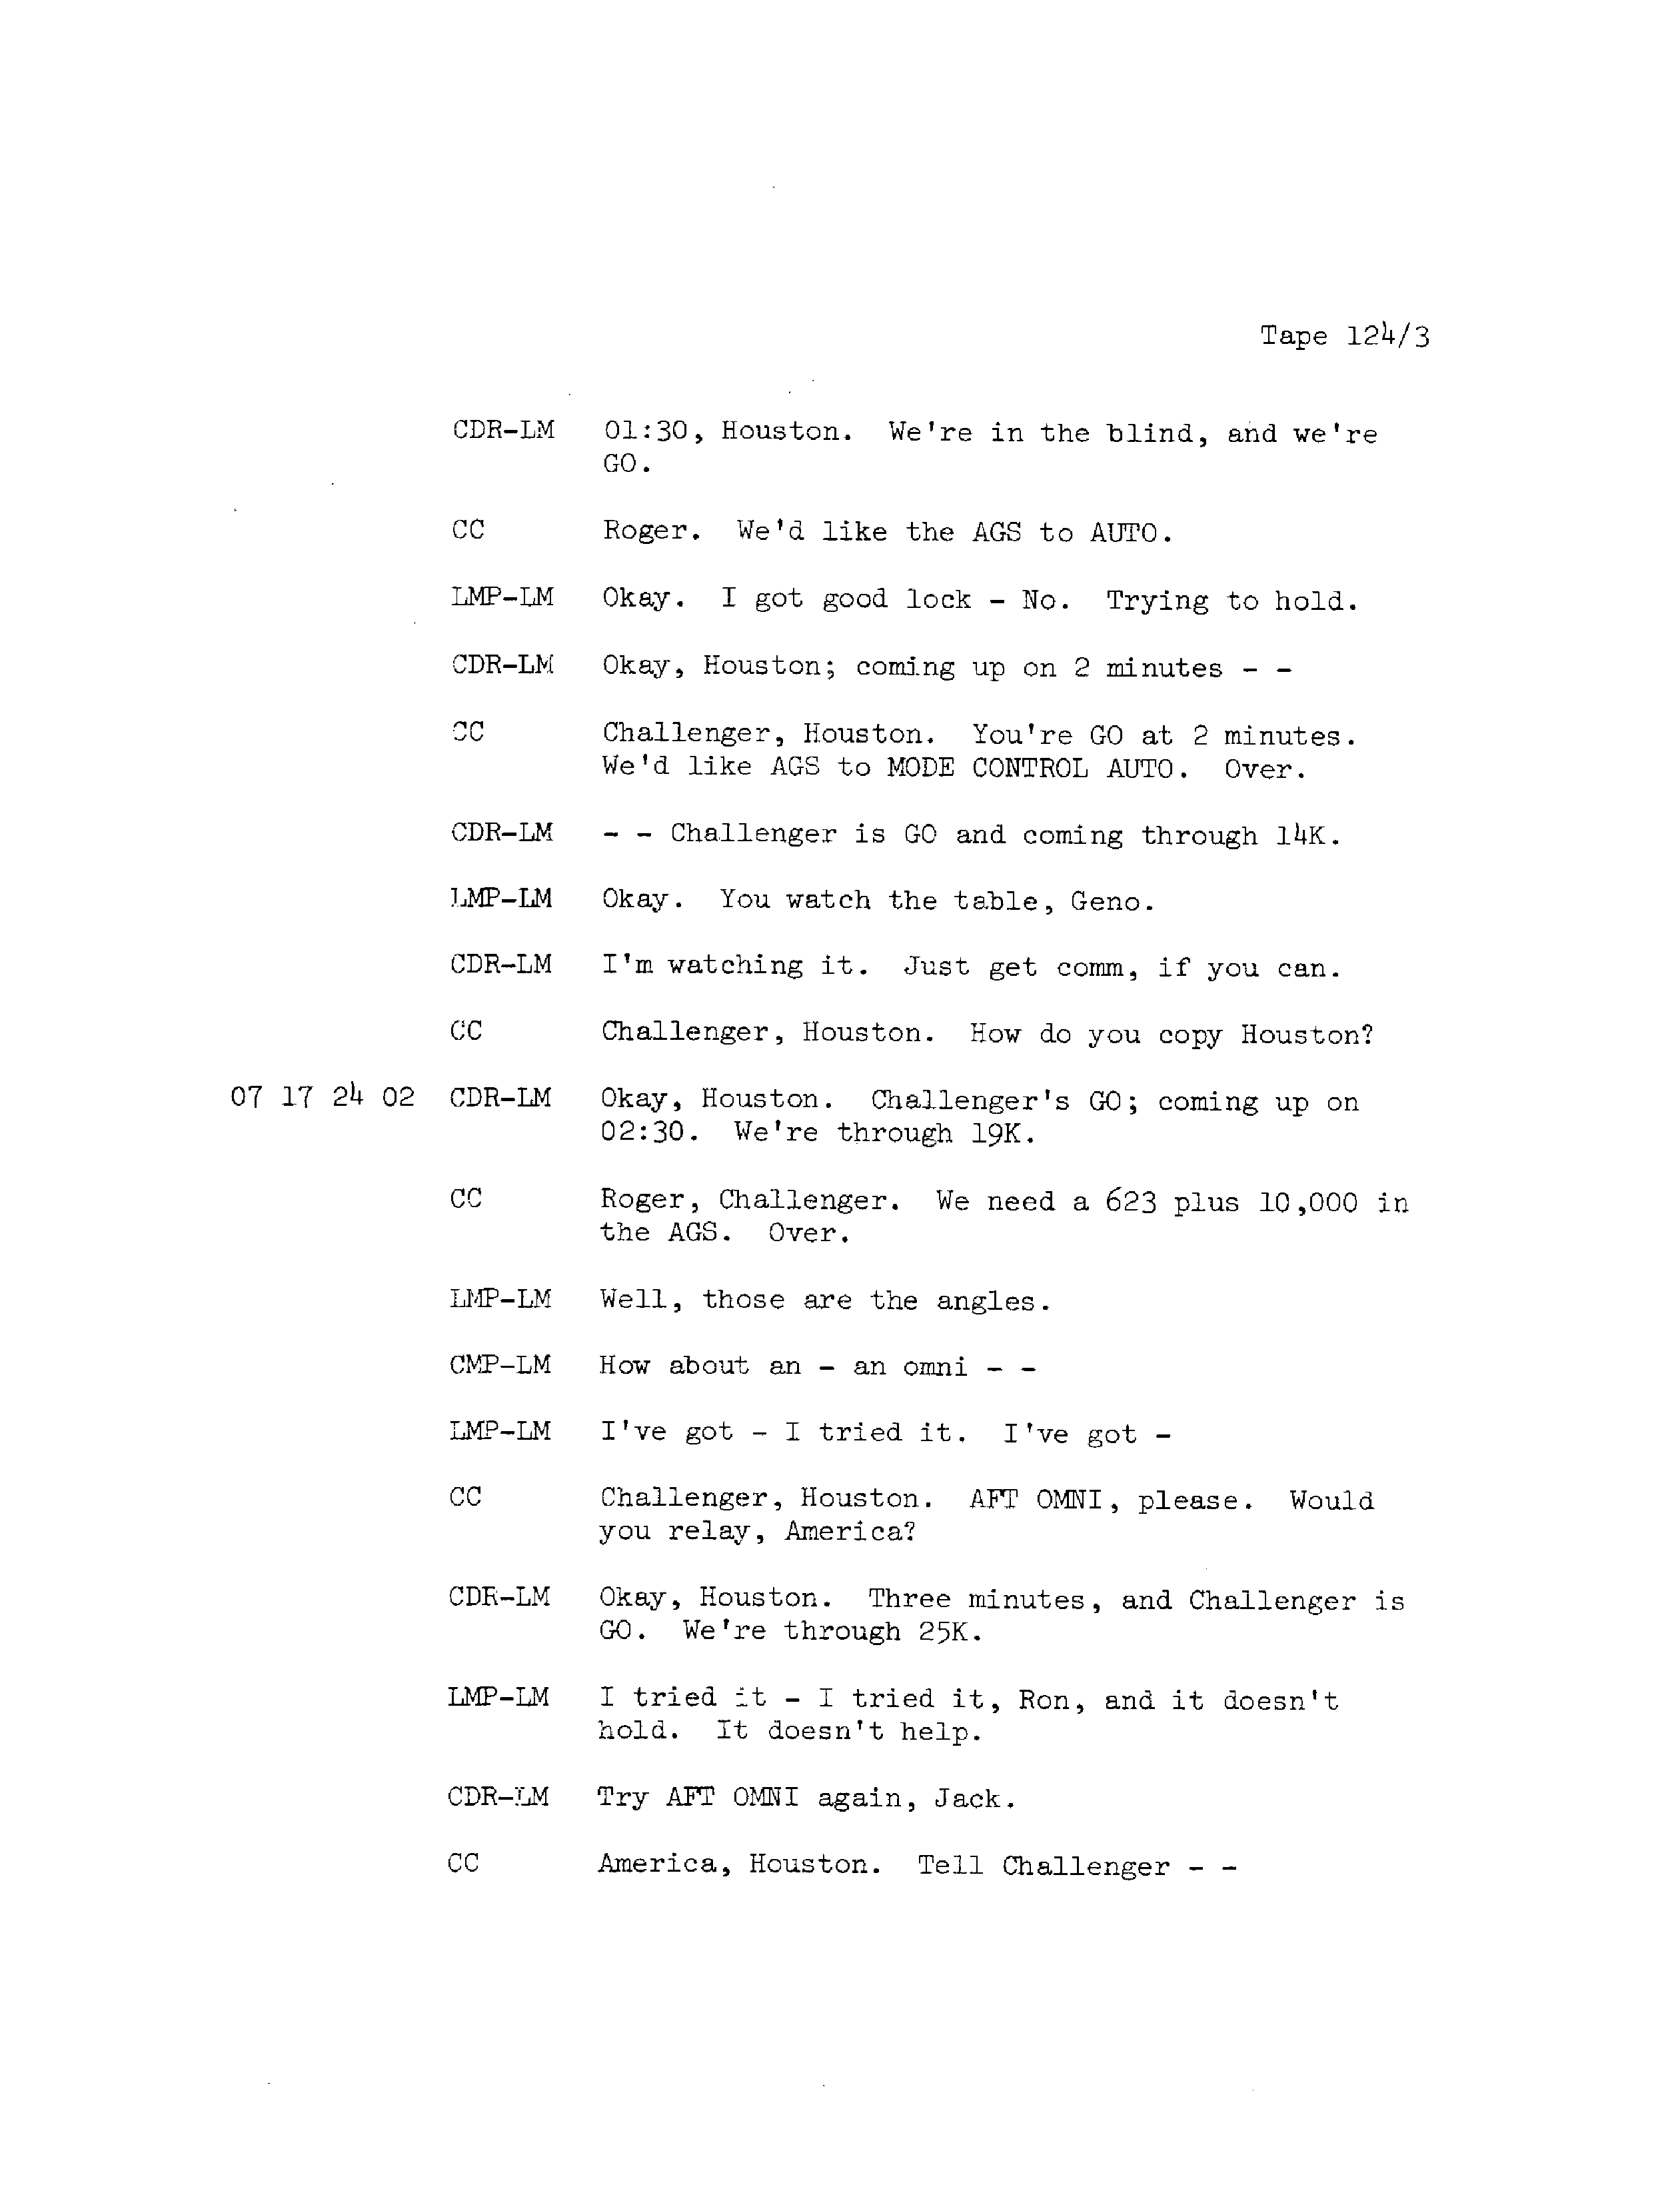 Tape 124/3
CDR-LM 01:30, Houston. We're in the blind, and we're
GO.
CC Roger. We'd like the AGS to AUTO.
LMP-LM Okay. I got good lock - No. Trying to hold.
CDR-LM Okay, Houston; coming up on 2 minutes - -
CC Challenger, Houston. You're GO at 2 minutes.
We'd like AGS to MODE CONTROL AUTO. Over.
CDR-LM - - Challenger is GO and coming through 14K.
LMP-LM Okay. You watch the table, Geno.
CDR-LM I'm watching it. Just get comm, if you can.
CC Challenger, Houston. How do you copy Houston?
07 17 24 02 CDR-LM Okay, Houston. Challenger's GO; coming up on
02:30. We're through 19K.
CC Roger, Challenger. We need a 623 plus 10,000 in
the AGS. Over.
LMP-LM Well, those are the angles.
CMP-LM How about an - an omni - -
LMP-LM I've got - I tried it. I've got -
CC Challenger, Houston. AFT OMNI, please. Would
you relay, America?
CDR-LM Okay, Houston. Three minutes, and Challenger is
GO. We're through 25K.
LMP-LM I tried it - I tried it, Ron, and it doesn't
hold. It doesn't help.
CDR-LM Try AFT OMNI again, Jack.
CC America, Houston. Tell Challenger - -